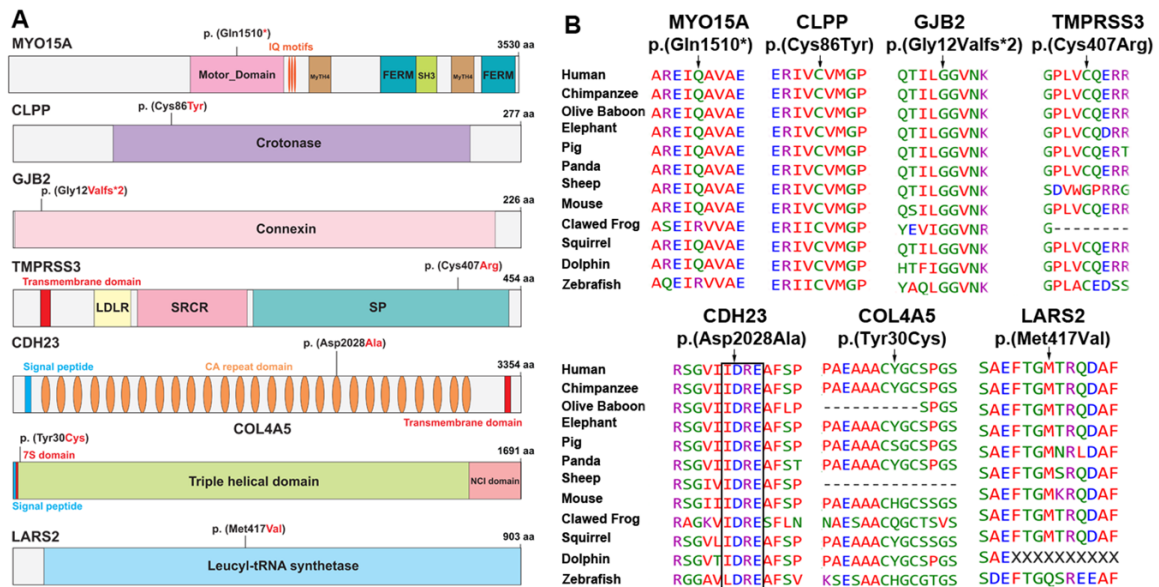 A
MYO15A
p. (Gln1510*)
IQ motifs
3530 aa
Motor_Domain
MyTH4
FERM
SH3
MyTH4
FERM
CLPP
p. (Cys86Tyr)
277 aa
Crotonase
GJB2
p. (Gly12Valfs*2)
226 aa
Connexin
TMPRSS3
p. (Cys407Arg)
Transmembrane domain
454 aa
LDLR
SRCR
SP
CDH23
p. (Asp2028Ala)
Signal peptide
CA repeat domain
3354 aa
Transmembrane domain
COL4A5
p. (Tyr30Cys)
1691 aa
7S domain
Triple helical domain
NCI domain
Signal peptide
LARS2
p. (Met417Val)
903 aa
Leucyl-tRNA synthetase
B
MYO15A CLPP GJB2 TMPRSS3
p.(Gln1510*) p.(Cys86Tyr) p.(Gly12Valfs*2) p.(Cys407Arg)
Human AREIQAVAE ERIVCVMGP QTILGGVNK GPLVCQERR
Chimpanzee AREIQAVAE ERIVCVMGP QTILGGVNK GPLVCQERR
Olive Baboon AREIQAVAE ERIVCVMGP QTILGGVNK GPLVCQERR
Elephant AREIQAVAE ERIVCVMGP QTILGGVNK GPLVCQDRR
Pig AREIQAVAE ERIVCVMGP QTILGGVNK GPLVCQERT
Panda AREIQAVAE ERIVCVMGP QTILGGVNK GPLVCQERR
Sheep AREIQAVAE ERIVCVMGP QTILGGVNK SDVWGPRRG
Mouse AREIQAVAE ERIVCVMGP QSILGGVNK GPLVCQERR
Clawed Frog ASEIRVVAE ERIICVMGP YEVIGGVNR G--------
Squirrel AREIQAVAE ERIVCVMGP QTILGGVNK GPLVCQERR
Dolphin AREIQAVAE ERIVCVMGP HTFIGGVNK GPLVCQERR
Zebrafish AQEIRVVAE ERIICVMGP YAQLGGVNK GPLACEDSS
CDH23 COL4A5 LARS2
p.(Asp2028Ala) p.(Tyr30Cys) p.(Met417Val)
Human RSGVIIDREAFSP PAEAAACYGCSPGS SAEFTGMTRQDAF
Chimpanzee RSGVIIDREAFSP PAEAAACYGCSPGS SAEFTGMTRQDAF
Olive Baboon RSGVIIDREAFLP ----------SPGS SAEFTGMTRQDAF
Elephant RSGVIIDREAFSP PAEAAACYGCSPGS SAEFTGMTRQDAF
Pig RSGVIIDREAFSP PAEAAACYGCSPGS SAEFTGMNRLDAF
Panda RSGVIIDREAFST PAEAAACYGCSPGS SAEFTGMSRQDAF
Sheep RSGIVIDREAFSP -------------- SAEFTGMKRQDAF
Mouse RSGIIIDREAFSP PAEAAACHGCSSGS SAEFTGMTRQDAF
Clawed Frog RAGKVIDRESFLN NAESAACQGCTSVS SAEFTGMTRQDAF
Squirrel RSGVLIDREAFSP PAEAAACYGCSSGS SAEFTGMTRQDAF
Dolphin RSGVTIDREAFSP PAEAAACYGCSPGS SAEXXXXXXXXXX
Zebrafish RGGAVLDREAFSV KSESAACHGCGTGS SDEFTGQSREEAF